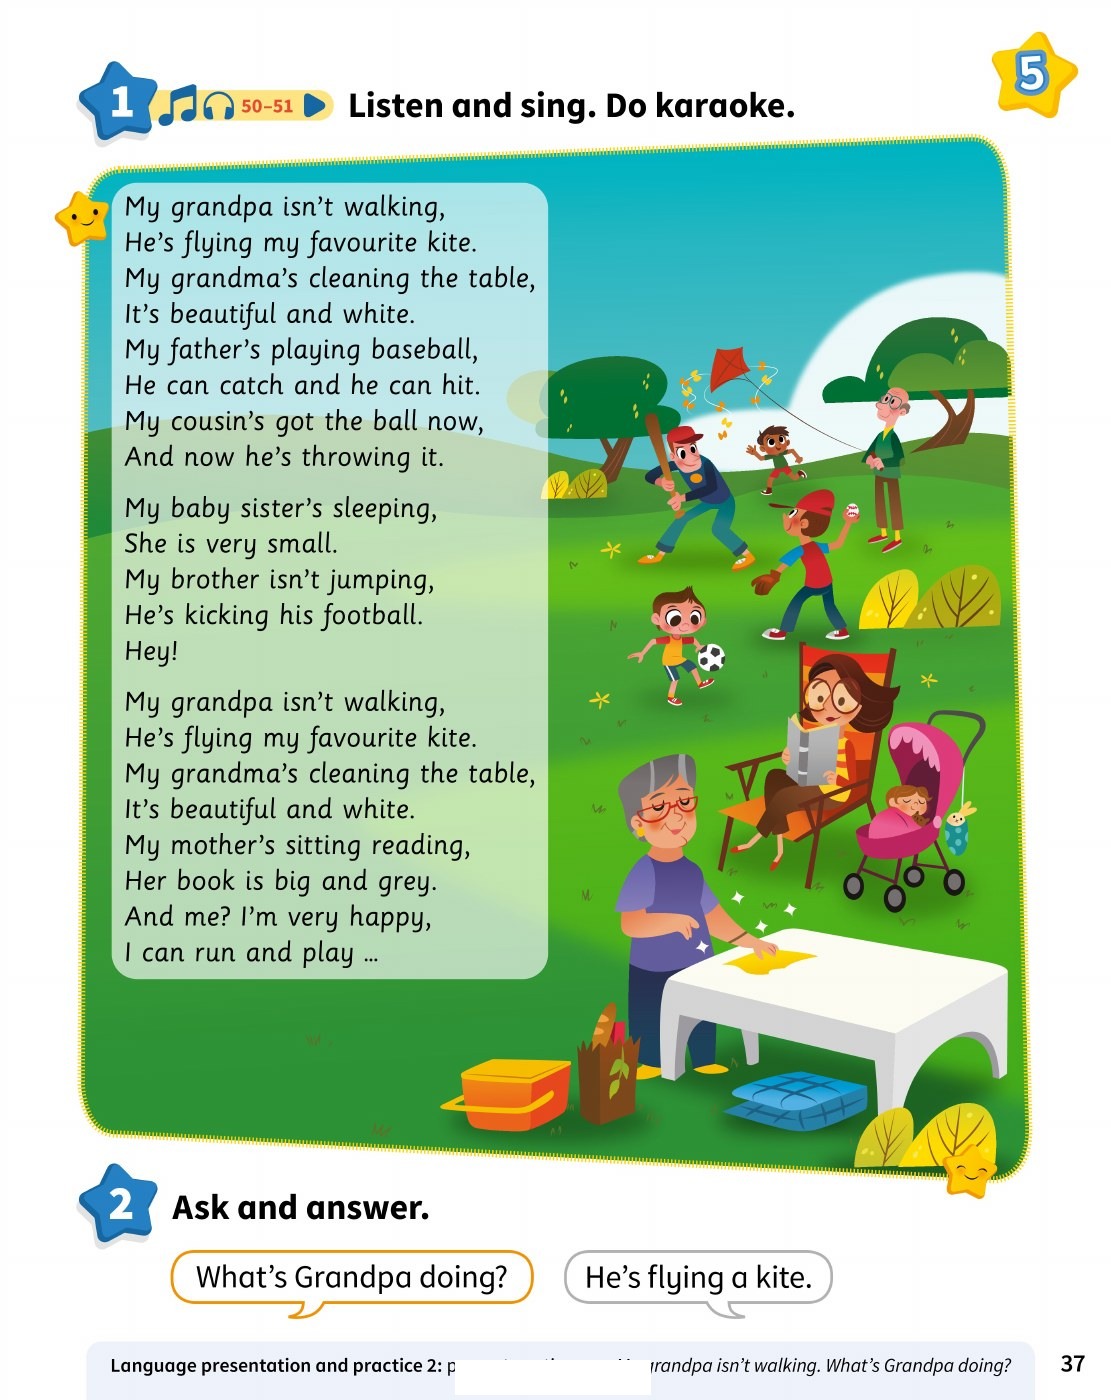 5
1 50–51 Listen and sing. Do karaoke.
My grandpa isn't walking,
He's flying my favourite kite.
My grandma's cleaning the table,
It's beautiful and white.
My father's playing baseball,
He can catch and he can hit.
My cousin's got the ball now,
And now he's throwing it.
My baby sister's sleeping,
She is very small.
My brother isn't jumping,
He's kicking his football.
Hey!
My grandpa isn't walking,
He's flying my favourite kite.
My grandma's cleaning the table,
It's beautiful and white.
My mother's sitting reading,
Her book is big and grey.
And me? I'm very happy,
I can run and play ...
2 Ask and answer.
What's Grandpa doing?
He's flying a kite.
Language presentation and practice 2: grandpa isn't walking. What's Grandpa doing? 37